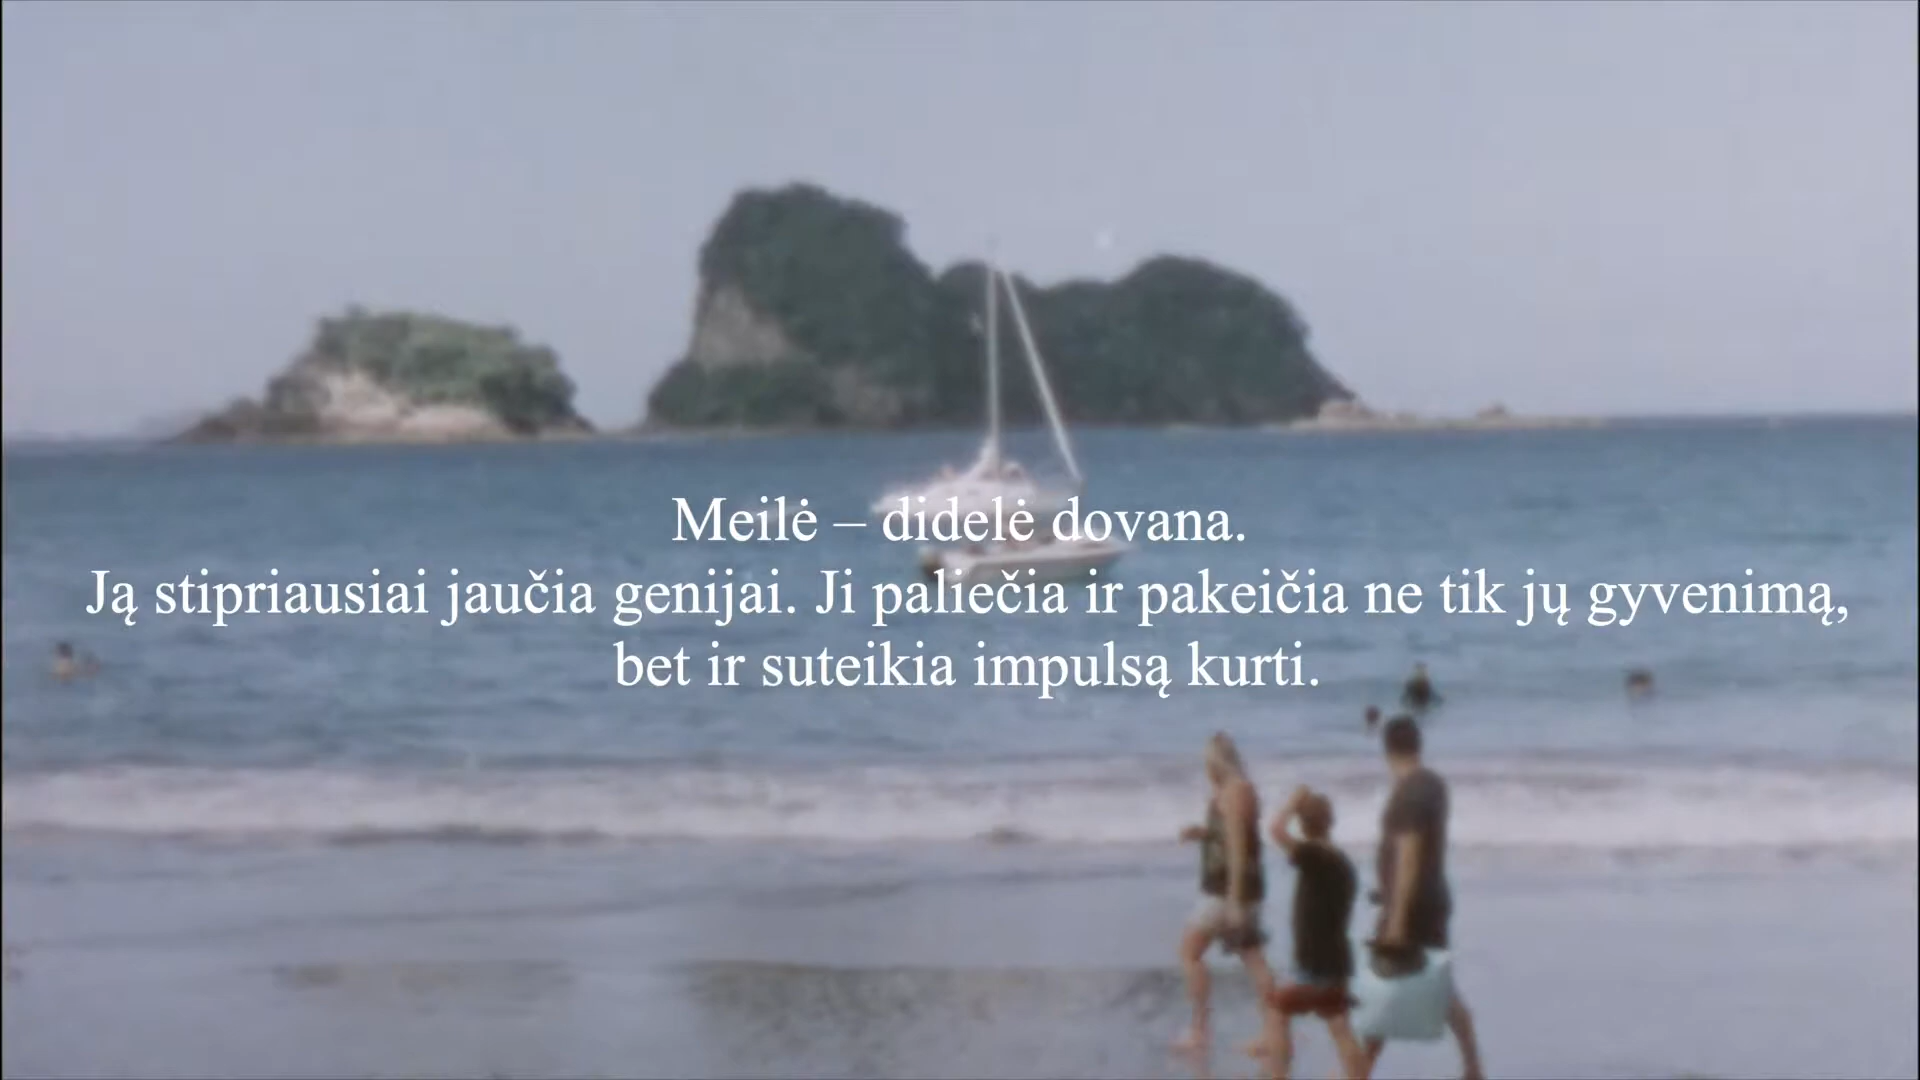 Meilė – didelė dovana.
Ją stipriausiai jaučia genijai. Ji paliečia ir pakeičia ne tik jų gyvenimą,
bet ir suteikia impulsą kurti.